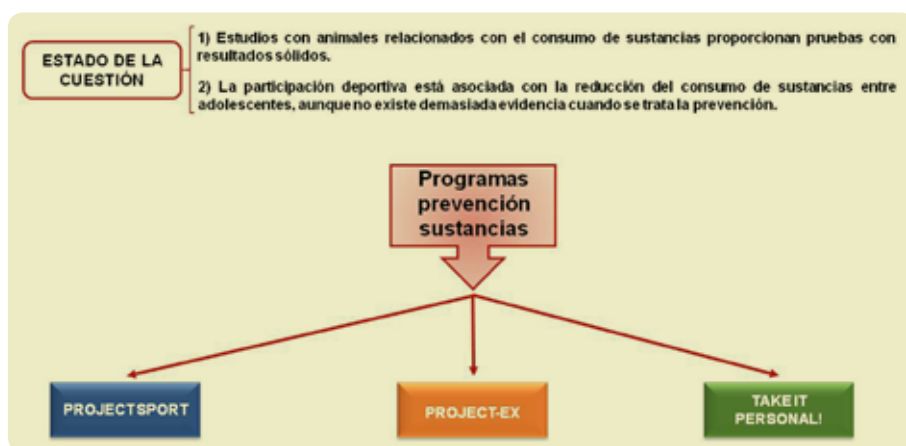 ESTADO DE LA
CUESTIÓN
1) Estudios con animales relacionados con el consumo de sustancias proporcionan pruebas con
resultados sólidos.
2) La participación deportiva está asociada con la reducción del consumo de sustancias entre
adolescentes, aunque no existe demasiada evidencia cuando se trata la prevención.
Programas
prevención
sustancias
PROJECTSPORT
PROJECT-EX
TAKE IT
PERSONAL!